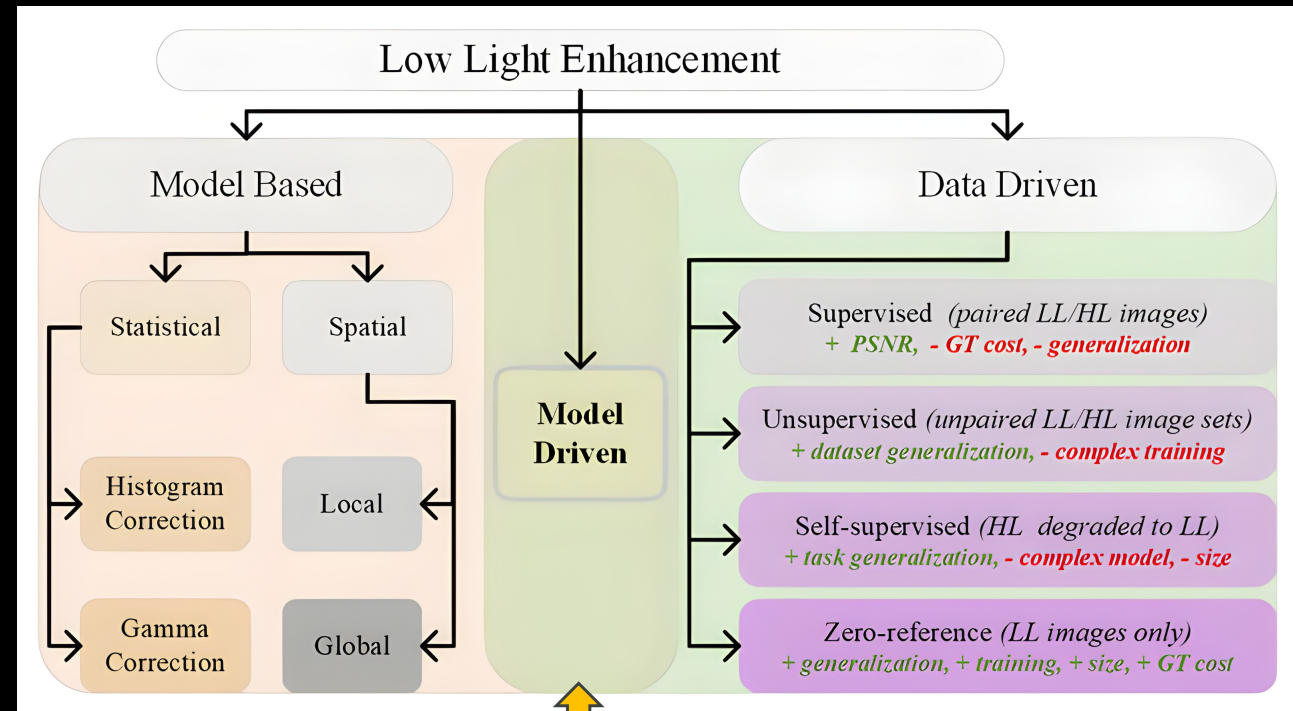 Low Light Enhancement
Model Based
Data Driven
Statistical
Spatial
Histogram
Correction
Local
Gamma
Correction
Global
Model
Driven
Supervised (paired LL/HL images)
+ PSNR, - GT cost, - generalization
Unsupervised (unpaired LL/HL image sets)
+ dataset generalization, - complex training
Self-supervised (HL degraded to LL)
+ task generalization, - complex model, - size
Zero-reference (LL images only)
+ generalization, + training, + size, + GT cost